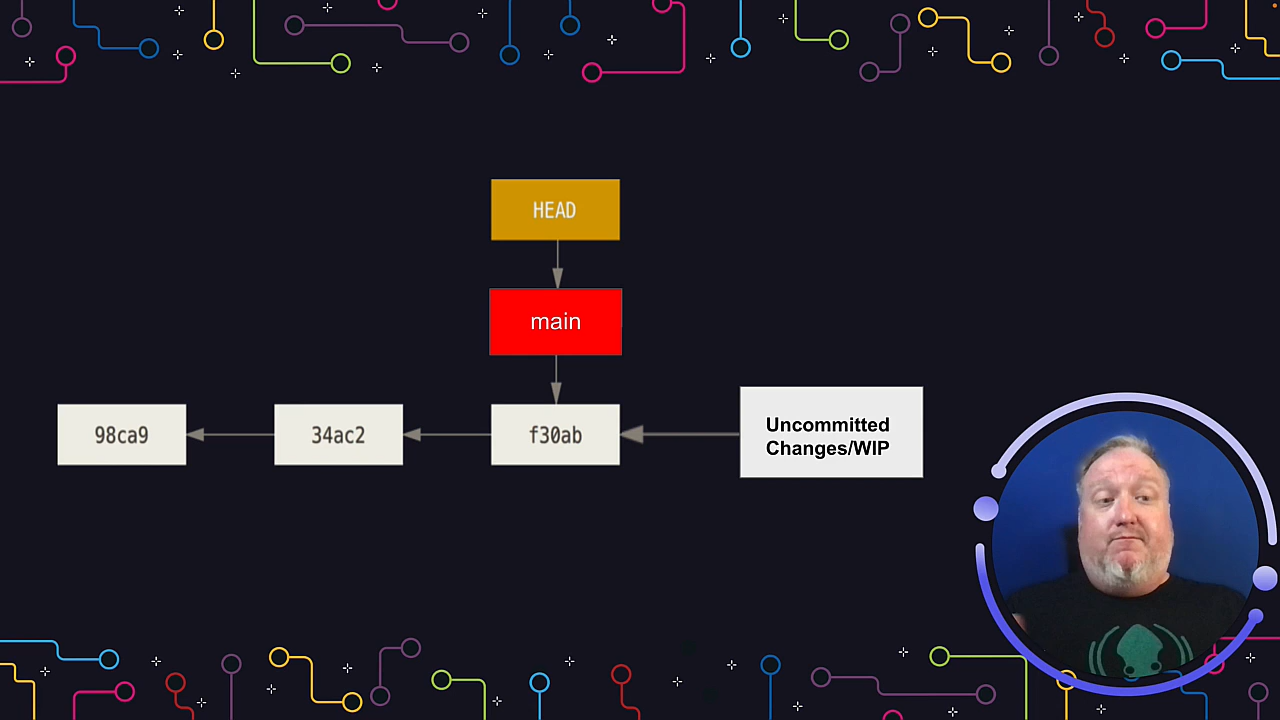 HEAD
main
98ca9
34ac2
f30ab
Uncommitted
Changes/WIP